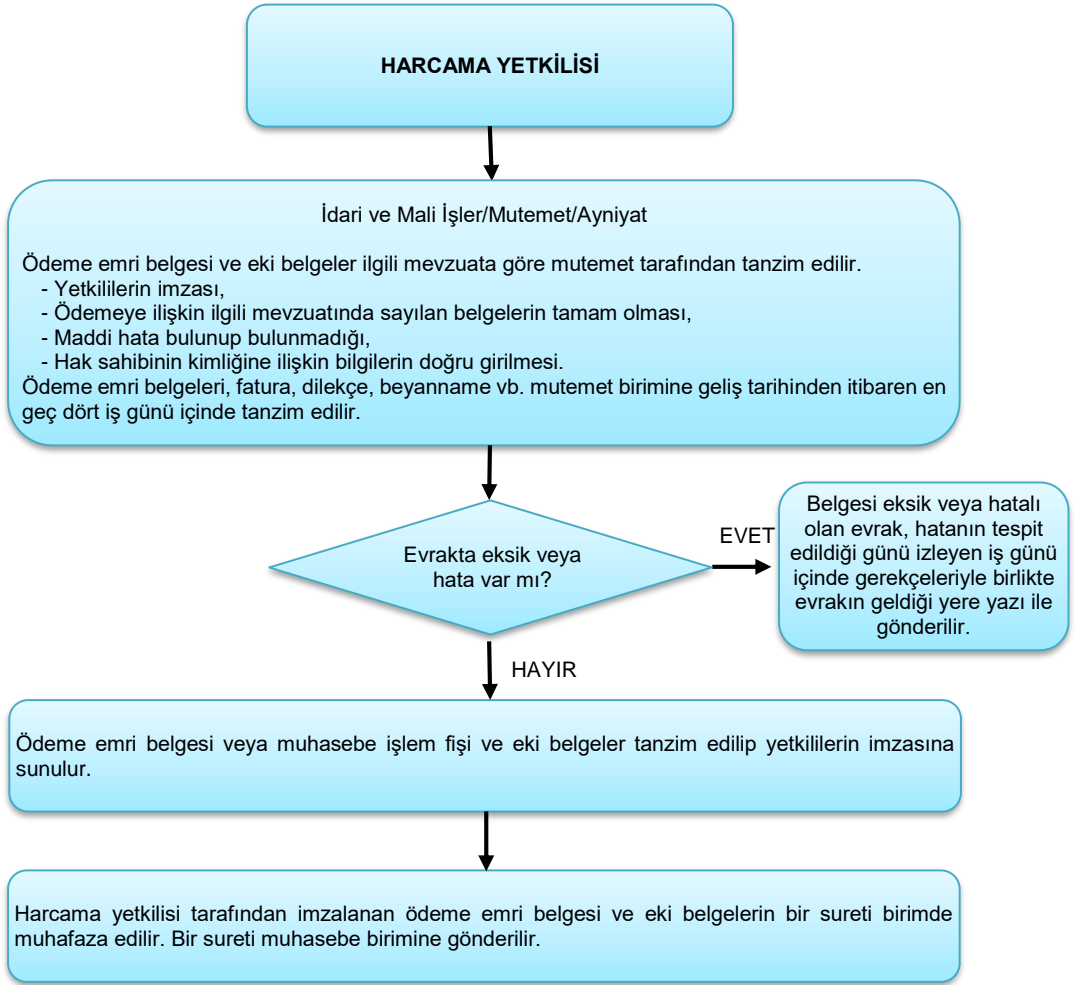 HARCAMA YETKİLİSİ
İdari ve Mali İşler/Mutemet/Ayniyat
Ödeme emri belgesi ve eki belgeler ilgili mevzuata göre mutemet tarafından tanzim edilir.
- Yetkililerin imzası,
- Ödemeye ilişkin ilgili mevzuatında sayılan belgelerin tamam olması,
- Maddi hata bulunup bulunmadığı,
- Hak sahibinin kimliğine ilişkin bilgilerin doğru girilmesi.
Ödeme emri belgeleri, fatura, dilekçe, beyanname vb. mutemet birimine geliş tarihinden itibaren en
geç dört iş günü içinde tanzim edilir.
Evrakta eksik veya
hata var mı?
EVET
Belgesi eksik veya hatalı
olan evrak, hatanın tespit
edildiği günü izleyen iş günü
içinde gerekçeleriyle birlikte
evrakın geldiği yere yazı ile
gönderilir.
HAYIR
Ödeme emri belgesi veya muhasebe işlem fişi ve eki belgeler tanzim edilip yetkililerin imzasına
sunulur.
Harcama yetkilisi tarafından imzalanan ödeme emri belgesi ve eki belgelerin bir sureti birimde
muhafaza edilir. Bir sureti muhasebe birimine gönderilir.